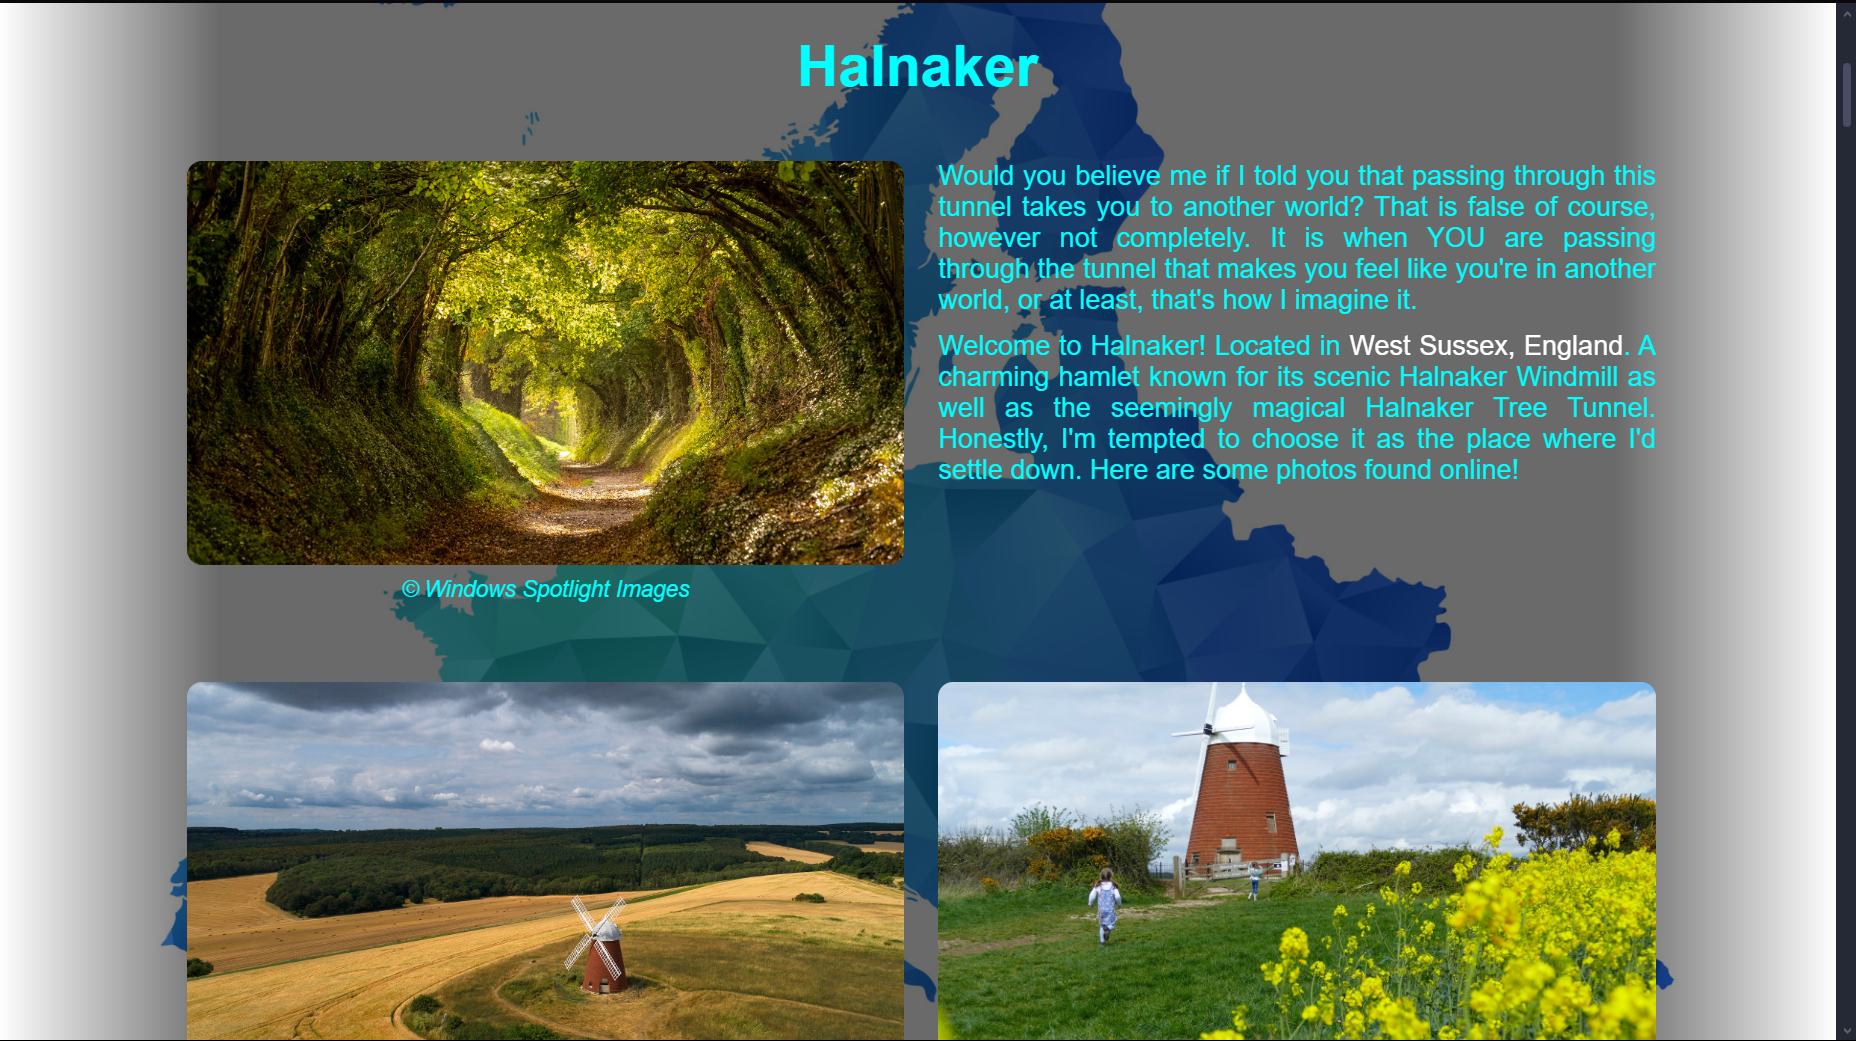 Halnaker
Would you believe me if I told you that passing through this
tunnel takes you to another world? That is false of course,
however not completely. It is when YOU are passing
through the tunnel that makes you feel like you're in another
world, or at least, that's how I imagine it.
Welcome to Halnaker! Located in West Sussex, England. A
charming hamlet known for its scenic Halnaker Windmill as
well as the seemingly magical Halnaker Tree Tunnel.
Honestly, I'm tempted to choose it as the place where I'd
settle down. Here are some photos found online!
© Windows Spotlight Images